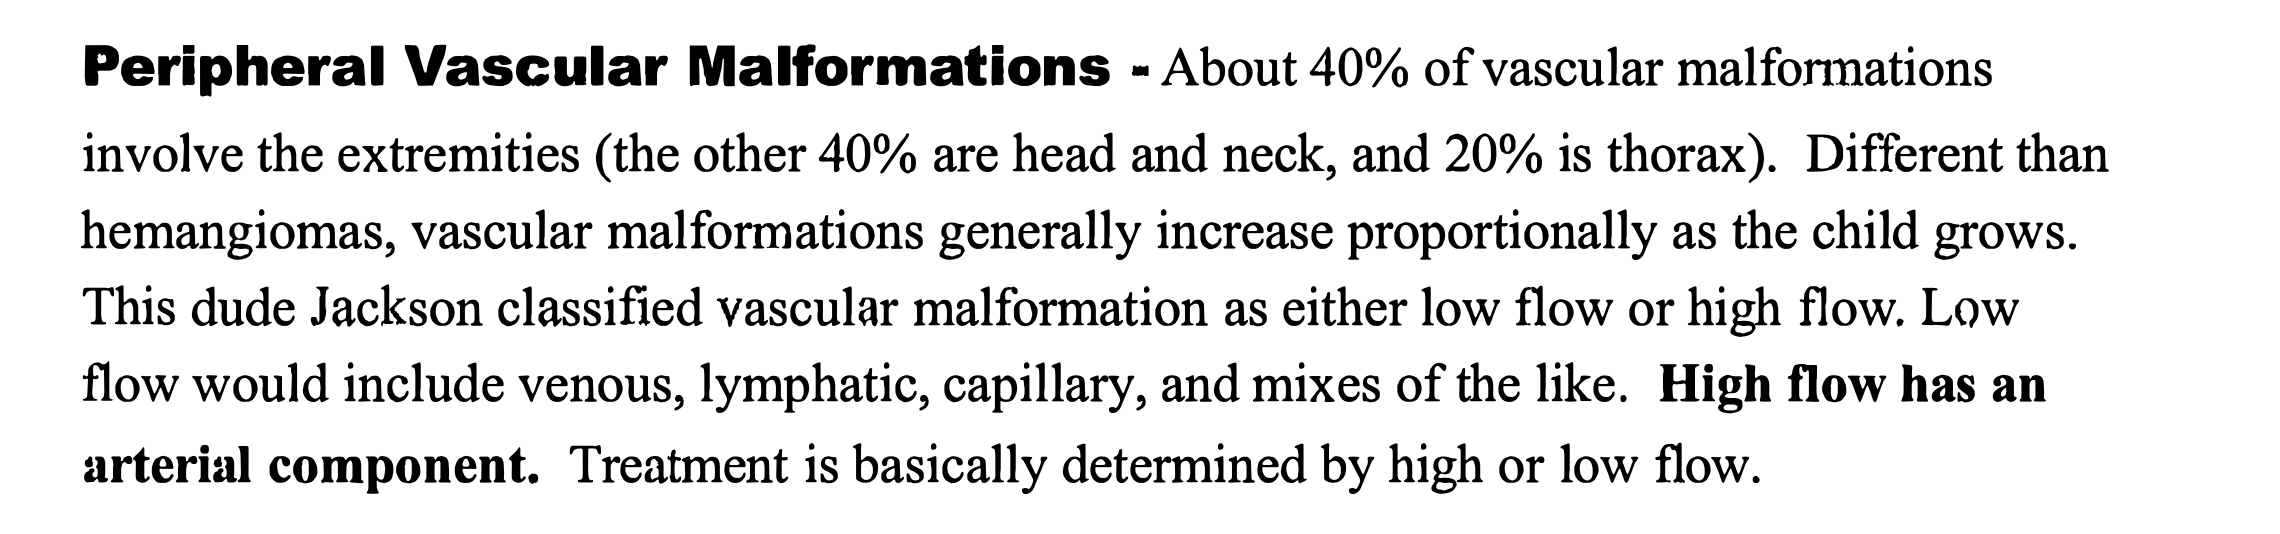 Peripheral Vascular Malformations - About 40% of vascular malformations
involve the extremities (the other 40% are head and neck, and 20% is thorax). Different than
hemangiomas, vascular malformations generally increase proportionally as the child grows.
This dude Jackson classified vascular malformation as either low flow or high flow. Low
flow would include venous, lymphatic, capillary, and mixes of the like. High flow has an
arterial component. Treatment is basically determined by high or low flow.